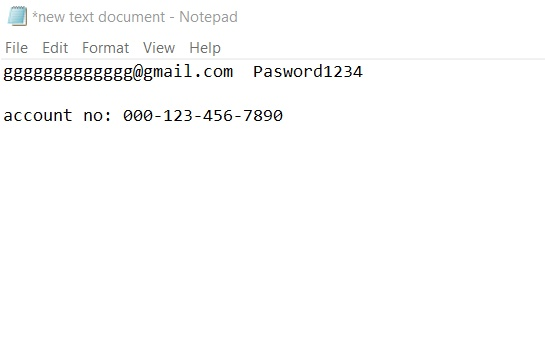 *new text document - Notepad
File Edit Format View Help
ggggggggggggg@gmail.com Pasword1234
account no: 000-123-456-7890